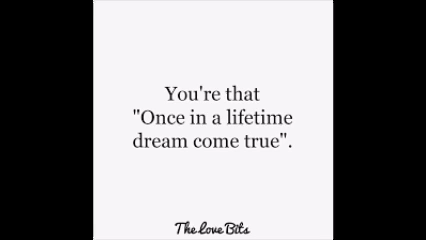 You're that
"Once in a lifetime
dream come true".
The Love Bits